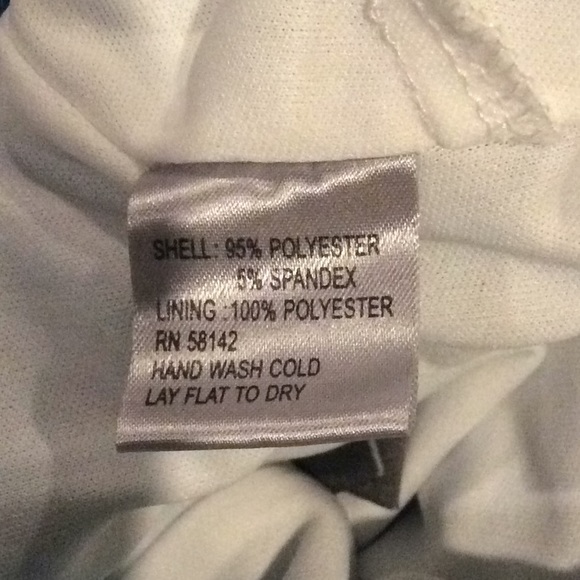 SHELL: 95% POLYESTER
5% SPANDEX
LINING :100% POLYESTER
RN 58142
HAND WASH COLD
LAY FLAT TO DRY